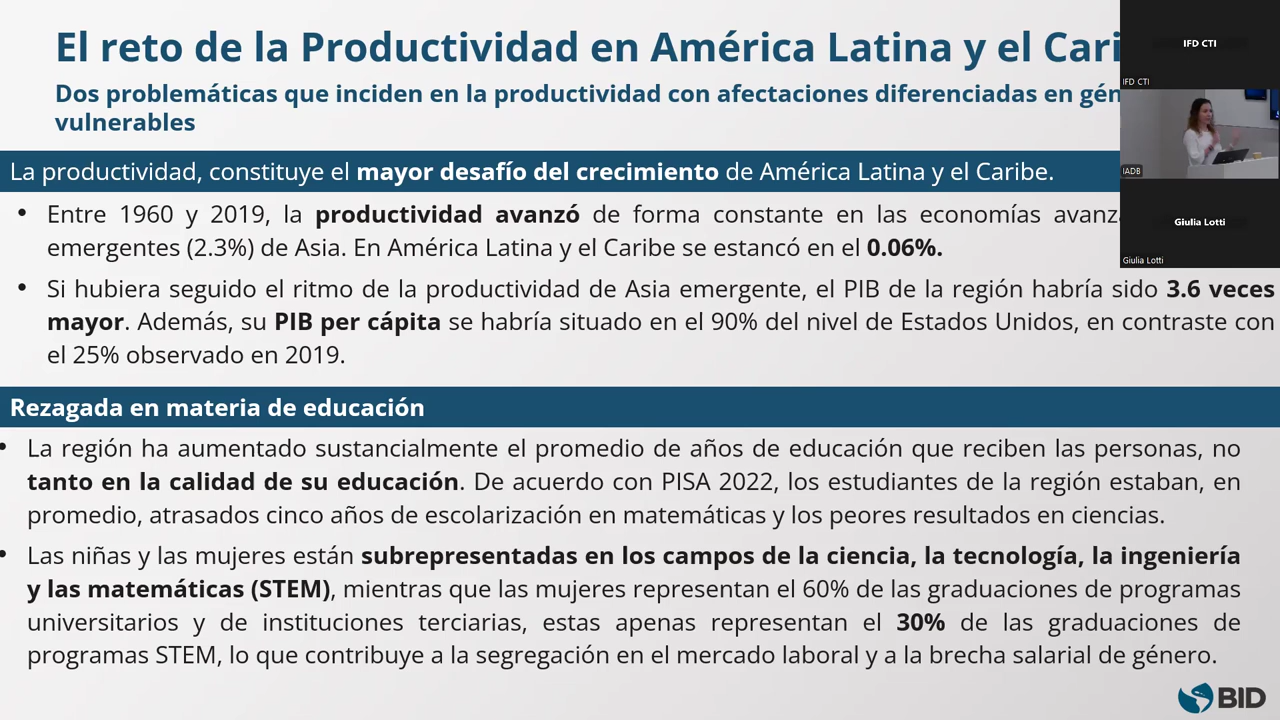 El reto de la Productividad en América Latina y el Cari
Dos problemáticas que inciden en la productividad con afectaciones diferenciadas en gén
vulnerables
La productividad, constituye el mayor desafío del crecimiento de América Latina y el Caribe.
• Entre 1960 y 2019, la productividad avanzó de forma constante en las economías avanz
emergentes (2.3%) de Asia. En América Latina y el Caribe se estancó en el 0.06%.
• Si hubiera seguido el ritmo de la productividad de Asia emergente, el PIB de la región habría sido 3.6 veces
mayor. Además, su PIB per cápita se habría situado en el 90% del nivel de Estados Unidos, en contraste con
el 25% observado en 2019.
Rezagada en materia de educación
• La región ha aumentado sustancialmente el promedio de años de educación que reciben las personas, no
tanto en la calidad de su educación. De acuerdo con PISA 2022, los estudiantes de la región estaban, en
promedio, atrasados cinco años de escolarización en matemáticas y los peores resultados en ciencias.
• Las niñas y las mujeres están subrepresentadas en los campos de la ciencia, la tecnología, la ingeniería
y las matemáticas (STEM), mientras que las mujeres representan el 60% de las graduaciones de programas
universitarios y de instituciones terciarias, estas apenas representan el 30% de las graduaciones de
programas STEM, lo que contribuye a la segregación en el mercado laboral y a la brecha salarial de género.
BID
IFD CTI
IFD CTI
IADB
Giulia Lotti
Giulia Lotti